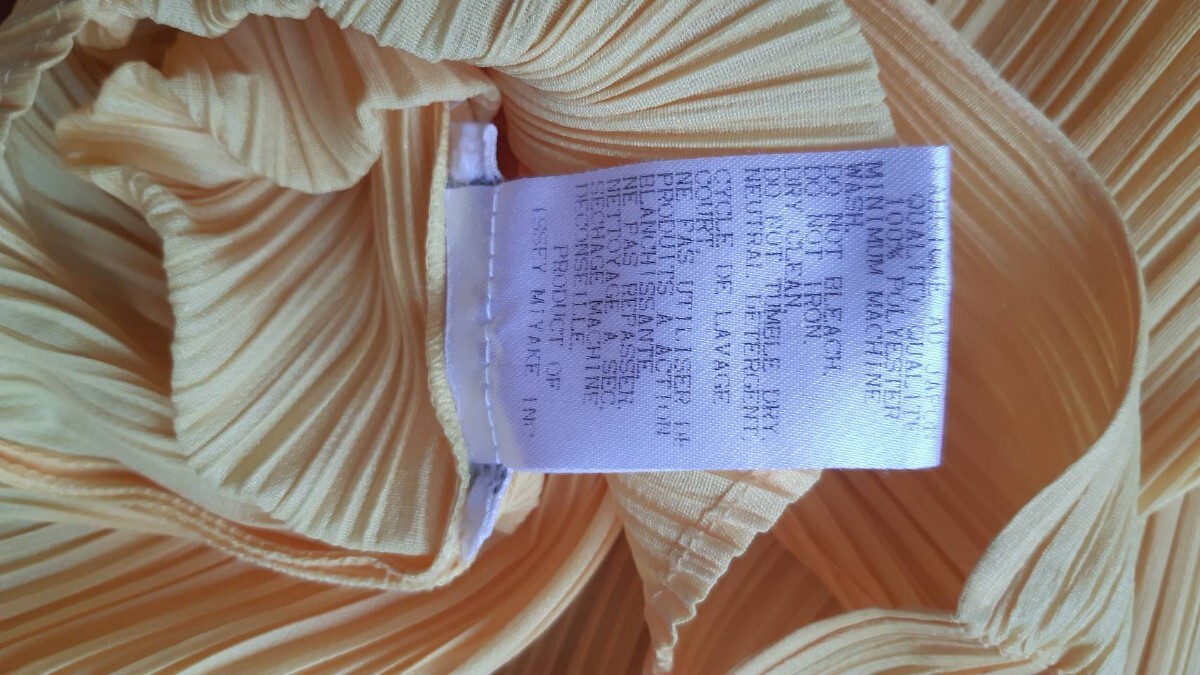 QUALITÓ QUALITY
100% POLYESTER
MINIMUM MACHINE
WASH.
DO NOT BLEACH
DO NOT IRON
DRY CLEAN.
DO NOT TUMBLE DRY.
NEUTRAL DETERGENT.
CYCLE DE LAVAGE
COURT
NE PAS UTILISER DE
PRODUITS A ACTION
BLANCHISSANTE
NE PAS REPASSER.
NETTOYAGE A SEC.
SECHAGE MACHINE
DECONSEILLE.
PRODUCT OF
ISSEY MIYAKE INC